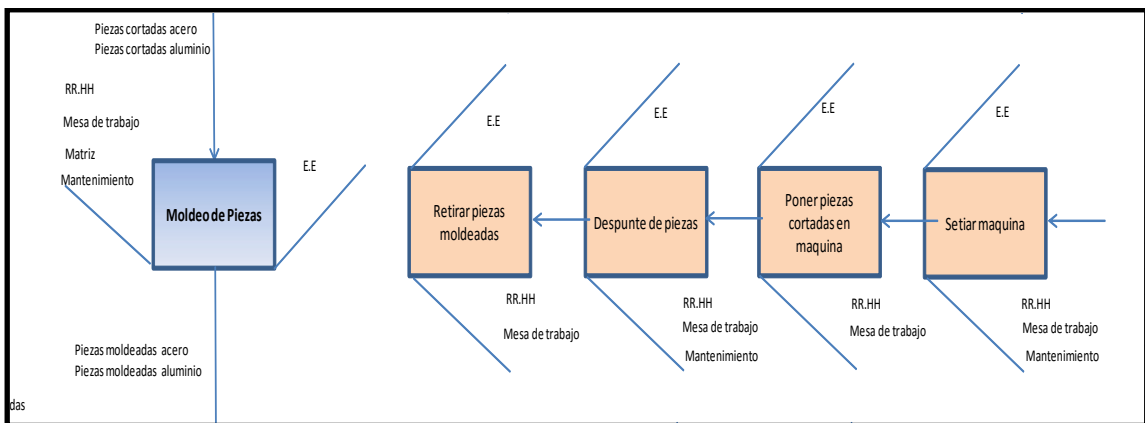 Piezas cortadas acero
Piezas cortadas aluminio
RR.HH
Mesa de trabajo
Matriz
Mantenimiento
E.E
Moldeo de Piezas
Piezas moldeadas acero
Piezas moldeadas aluminio
das
E.E
Retirar piezas
moldeadas
RR.HH
Mesa de trabajo
E.E
Despunte de piezas
RR.HH
Mesa de trabajo
Mantenimiento
E.E
Poner piezas
cortadas en
maquina
RR.HH
Mesa de trabajo
E.E
Setiar maquina
RR.HH
Mesa de trabajo
Mantenimiento